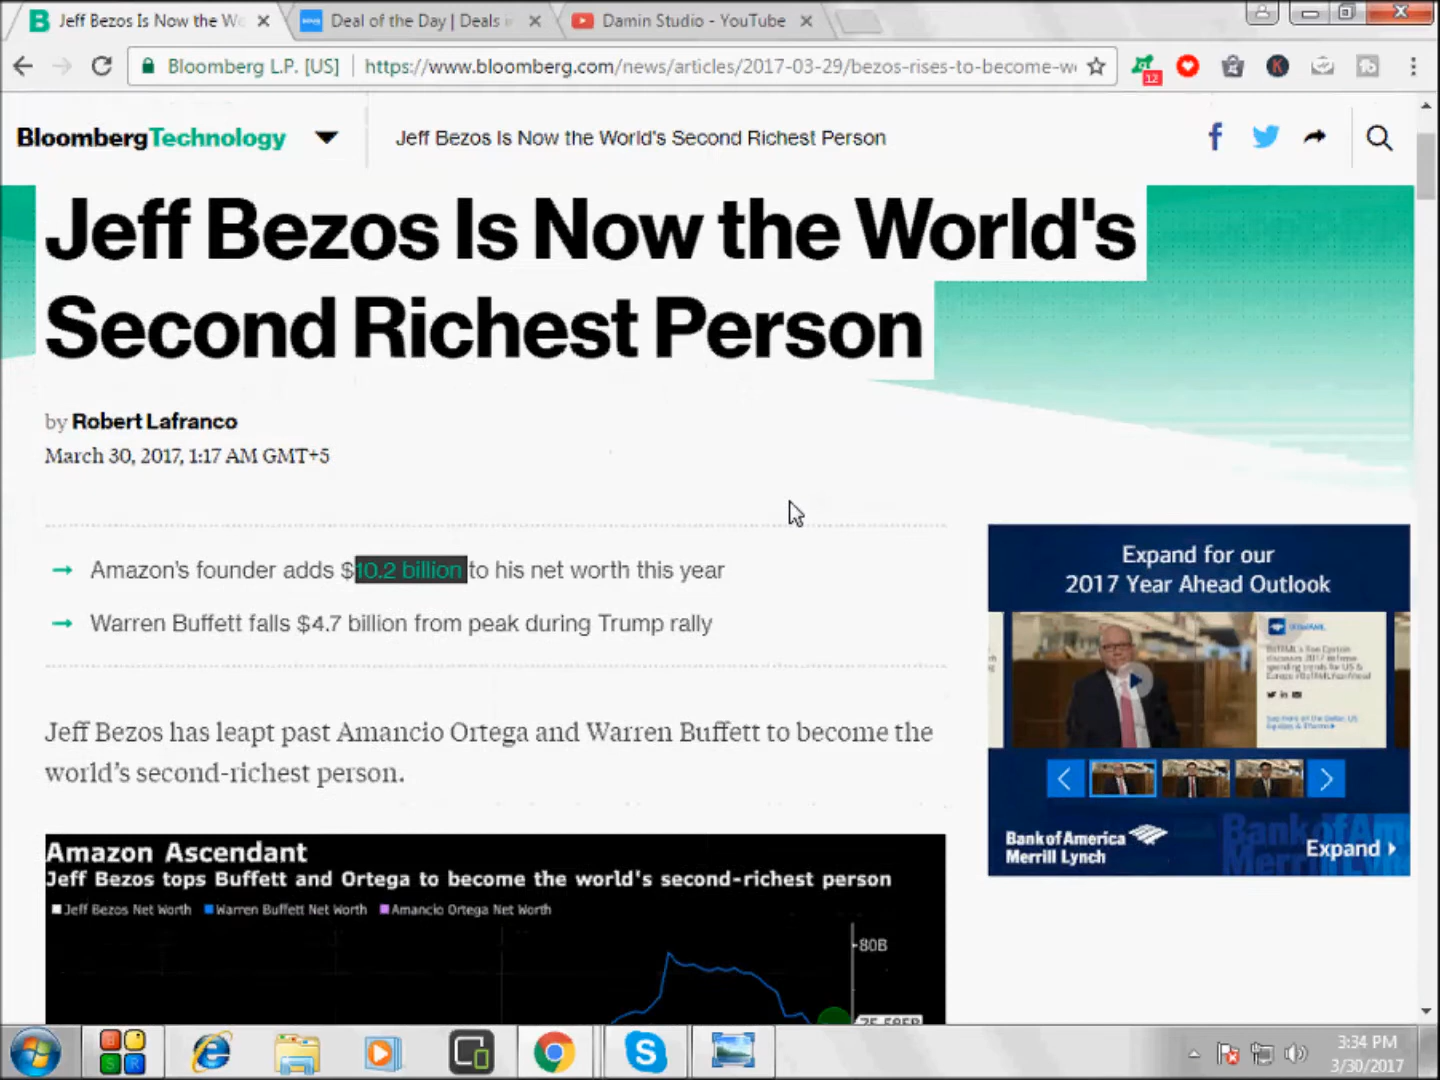 Jeff Bezos Is Now the Wo
Deal of the Day | Deals i
Damin Studio - YouTube
Bloomberg L.P. [US]
https://www.bloomberg.com/news/articles/2017-03-29/bezos-rises-to-become-w
12
K
BloombergTechnology
Jeff Bezos Is Now the World's Second Richest Person
Jeff Bezos Is Now the World's
Second Richest Person
by Robert Lafranco
March 30, 2017, 1:17 AM GMT+5
Amazon's founder adds $10.2 billion to his net worth this year
Warren Buffett falls $4.7 billion from peak during Trump rally
Jeff Bezos has leapt past Amancio Ortega and Warren Buffett to become the
world's second-richest person.
Expand for our
2017 Year Ahead Outlook
Bank of America
Merrill Lynch
Expand
Amazon Ascendant
Jeff Bezos tops Buffett and Ortega to become the world's second-richest person
Jeff Bezos Net Worth
Warren Buffett Net Worth
Amancio Ortega Net Worth
80B
3:34 PM
3/30/2017